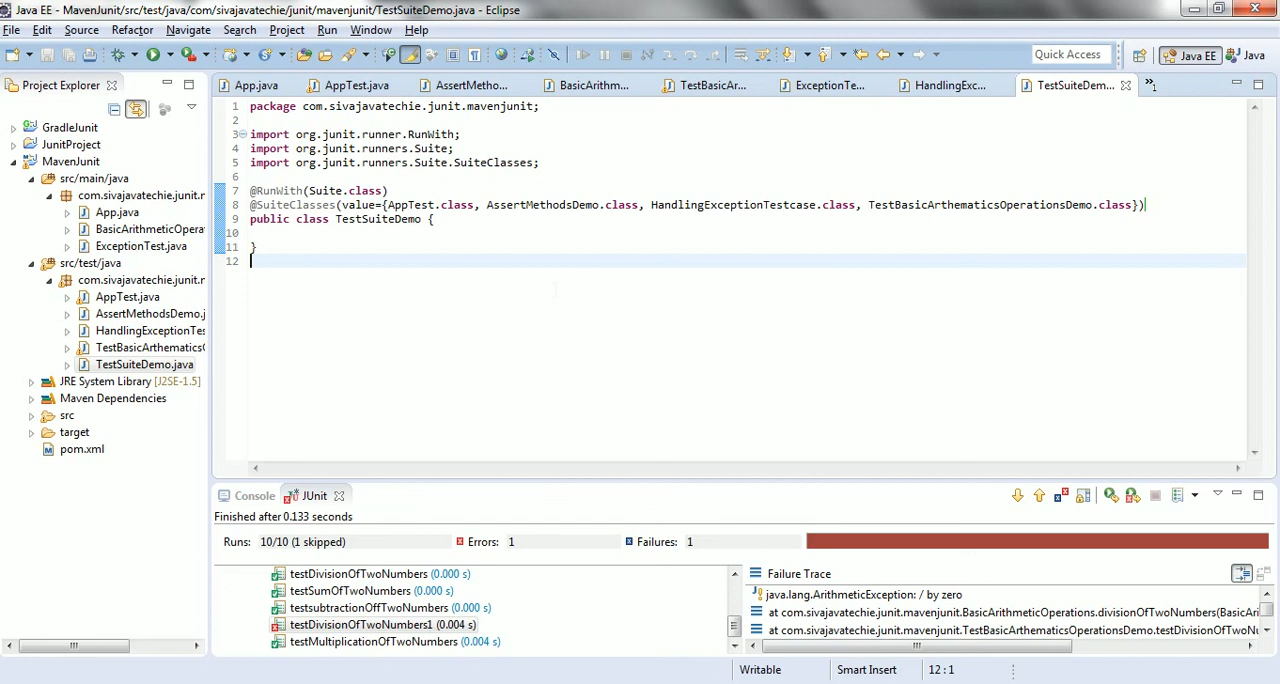 Java EE - MavenJunit/src/test/java/com/sivajavatechie/junit/mavenjunit/TestSuiteDemo.java - Eclipse
File Edit Source Refactor Navigate Search Project Run Window Help
Quick Access
Java EE
Java
Project Explorer
App.java
AppTest.java
AssertMetho...
BasicArithm...
TestBasicAr...
ExceptionTe...
HandlingExc...
TestSuiteDem...
»1
GradleJunit
JunitProject
MavenJunit
src/main/java
com.sivajavatechie.junit.m
App.java
BasicArithmeticOpera
ExceptionTest.java
src/test/java
com.sivajavatechie.junit.m
AppTest.java
AssertMethodsDemo.j
HandlingExceptionTes
TestBasicArthematicsO
TestSuiteDemo.java
JRE System Library [J2SE-1.5]
Maven Dependencies
src
target
pom.xml
1 package com.sivajavatechie.junit.mavenjunit;
2
3 import org.junit.runner.RunWith;
4 import org.junit.runners.Suite;
5 import org.junit.runners.Suite.SuiteClasses;
6
7 @RunWith(Suite.class)
8 @SuiteClasses(value={AppTest.class, AssertMethodsDemo.class, HandlingExceptionTestcase.class, TestBasicArthematicsOperationsDemo.class})
9 public class TestSuiteDemo {
10
11 }
12
Console JUnit
Finished after 0.133 seconds
Runs: 10/10 (1 skipped) Errors: 1 Failures: 1
testDivisionOfTwoNumbers (0.000 s)
testSumOfTwoNumbers (0.000 s)
testsubtractionOffTwoNumbers (0.000 s)
testDivisionOfTwoNumbers1 (0.004 s)
testMultiplicationOfTwoNumbers (0.004 s)
Failure Trace
java.lang.ArithmeticException: / by zero
at com.sivajavatechie.junit.mavenjunit.BasicArithmeticOperations.divisionOfTwoNumbers(BasicAri
at com.sivajavatechie.junit.mavenjunit.TestBasicArthematicsOperationsDemo.testDivisionOfTwoNu
Writable Smart Insert 12 : 1